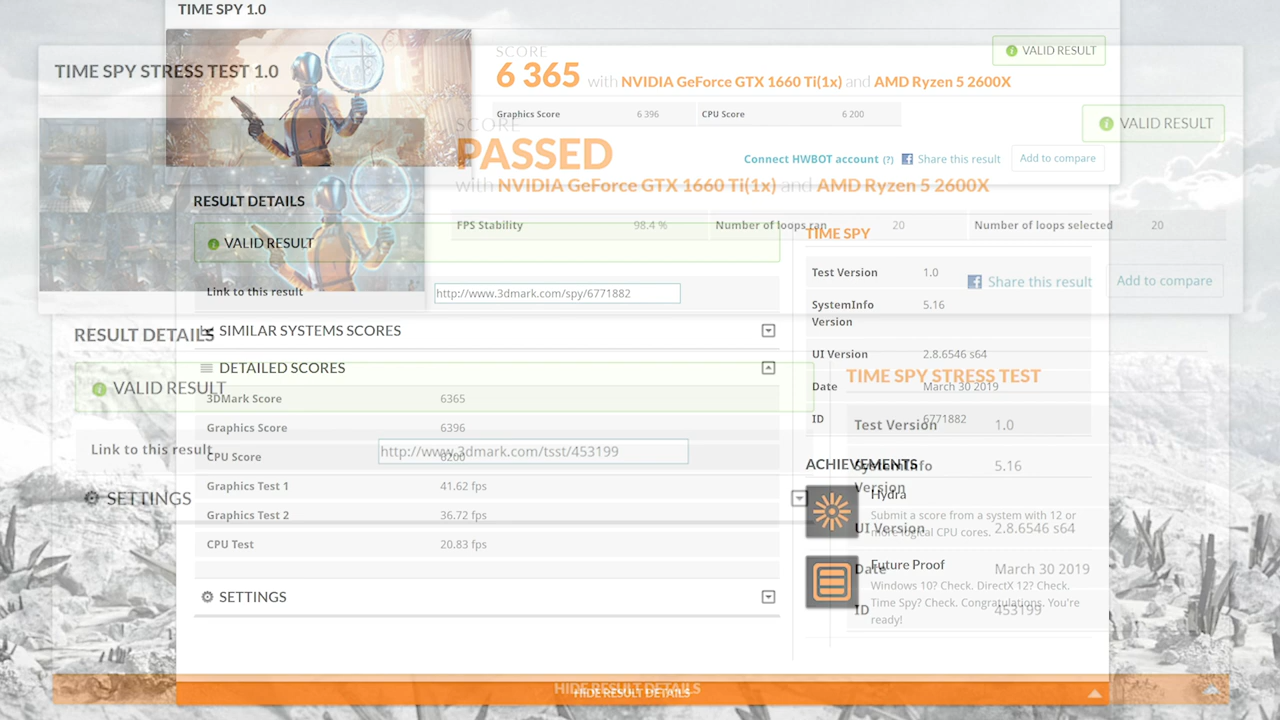 TIME SPY 1.0
SCORE
6 365 with NVIDIA GeForce GTX 1660 Ti(1x) and AMD Ryzen 5 2600X
VALID RESULT
Graphics Score 6 396 CPU Score 6 200
Connect HWBOT account (?) Share this result Add to compare
TIME SPY STRESS TEST 1.0
SCORE
PASSED
with NVIDIA GeForce GTX 1660 Ti(1x) and AMD Ryzen 5 2600X
VALID RESULT
FPS Stability 98.4 % Number of loops ran 20 Number of loops selected 20
Share this result Add to compare
RESULT DETAILS
VALID RESULT
Link to this result http://www.3dmark.com/spy/6771882
SIMILAR SYSTEMS SCORES
DETAILED SCORES
3DMark Score 6365
Graphics Score 6396
CPU Score 6200
Graphics Test 1 41.62 fps
Graphics Test 2 36.72 fps
CPU Test 20.83 fps
SETTINGS
TIME SPY
Test Version 1.0
SystemInfo Version 5.16
UI Version 2.8.6546 s64
Date March 30 2019
ID 6771882
ACHIEVEMENTS
Hydra
Submit a score from a system with 12 or
more logical CPU cores.
Future Proof
Windows 10? Check. DirectX 12? Check.
Time Spy? Check. Congratulations. You're
ready!
HIDE RESULT DETAILS
RESULT DETAILS
VALID RESULT
Link to this result http://www.3dmark.com/tsst/453199
SETTINGS
TIME SPY STRESS TEST
Test Version 1.0
SystemInfo Version 5.16
UI Version 2.8.6546 s64
Date March 30 2019
ID 453199
HIDE RESULT DETAILS